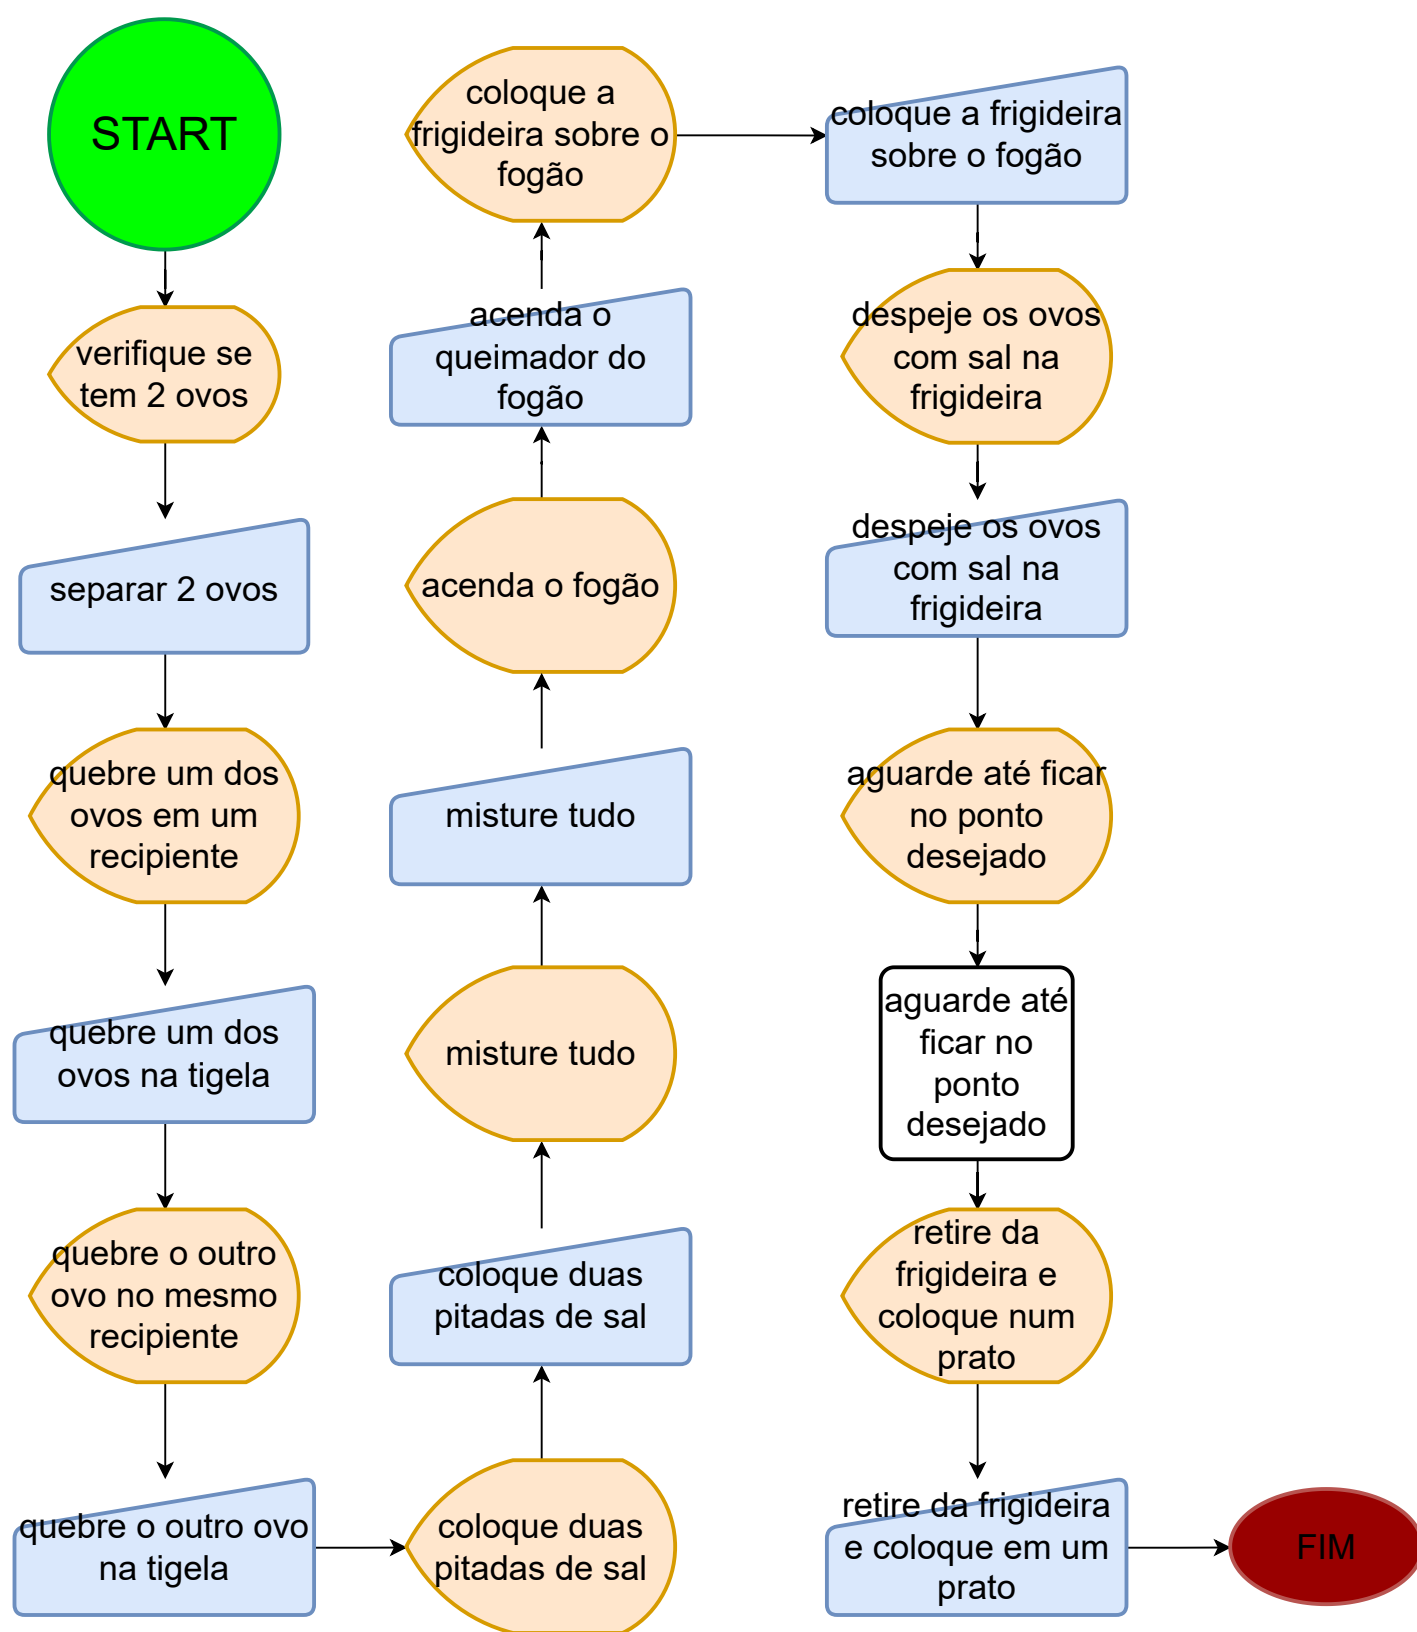 START
verifique se
tem 2 ovos
separar 2 ovos
quebre um dos
ovos em um
recipiente
quebre um dos
ovos na tigela
quebre o outro
ovo no mesmo
recipiente
quebre o outro ovo
na tigela
coloque duas
pitadas de sal
coloque duas
pitadas de sal
misture tudo
misture tudo
acenda o fogão
acenda o
queimador do
fogão
coloque a
frigideira sobre o
fogão
coloque a frigideira
sobre o fogão
despeje os ovos
com sal na
frigideira
despeje os ovos
com sal na
frigideira
aguarde até ficar
no ponto
desejado
aguarde até
ficar no
ponto
desejado
retire da
frigideira e
coloque num
prato
retire da frigideira
e coloque em um
prato
FIM